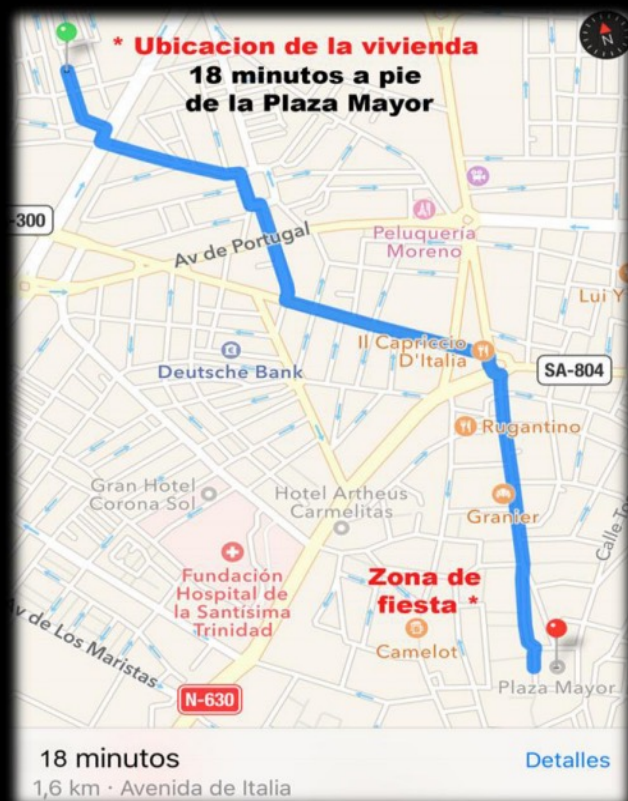 N
* Ubicacion de la vivienda
18 minutos a pie
de la Plaza Mayor
-300
Av de Portugal
Peluquería
Moreno
Lui Y
Il Capriccio
D'Italia
Deutsche Bank
SA-804
Rugantino
Gran Hotel
Corona Sol
Hotel Artheus
Carmelitas
Granier
Calle Tor
Fundación
Hospital de
la Santísima
Trinidad
Zona de
fiesta *
Av de Los Maristas
Camelot
Plaza Mayor
N-630
18 minutos
Detalles
1,6 km · Avenida de Italia